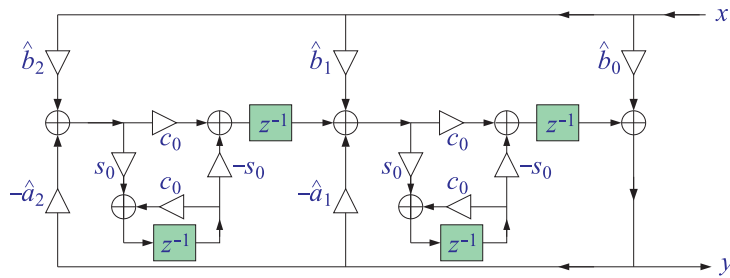 x
b̂₂ b̂₁ b̂₀
c₀ z⁻¹ c₀ z⁻¹
s₀ −s₀ s₀ −s₀
−â₂ c₀ −â₁ c₀
z⁻¹ z⁻¹
y